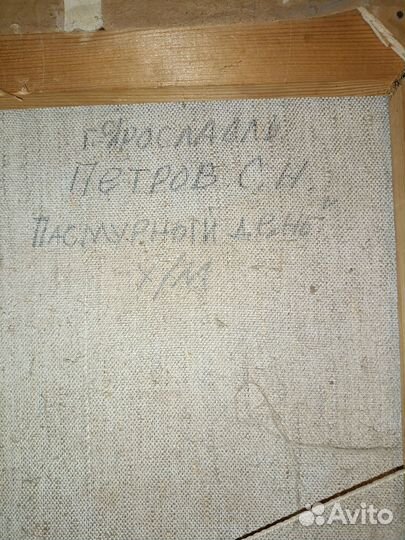 г. Ярославль
Петров С.Н.
Пасмурный день"
х/м
Avito